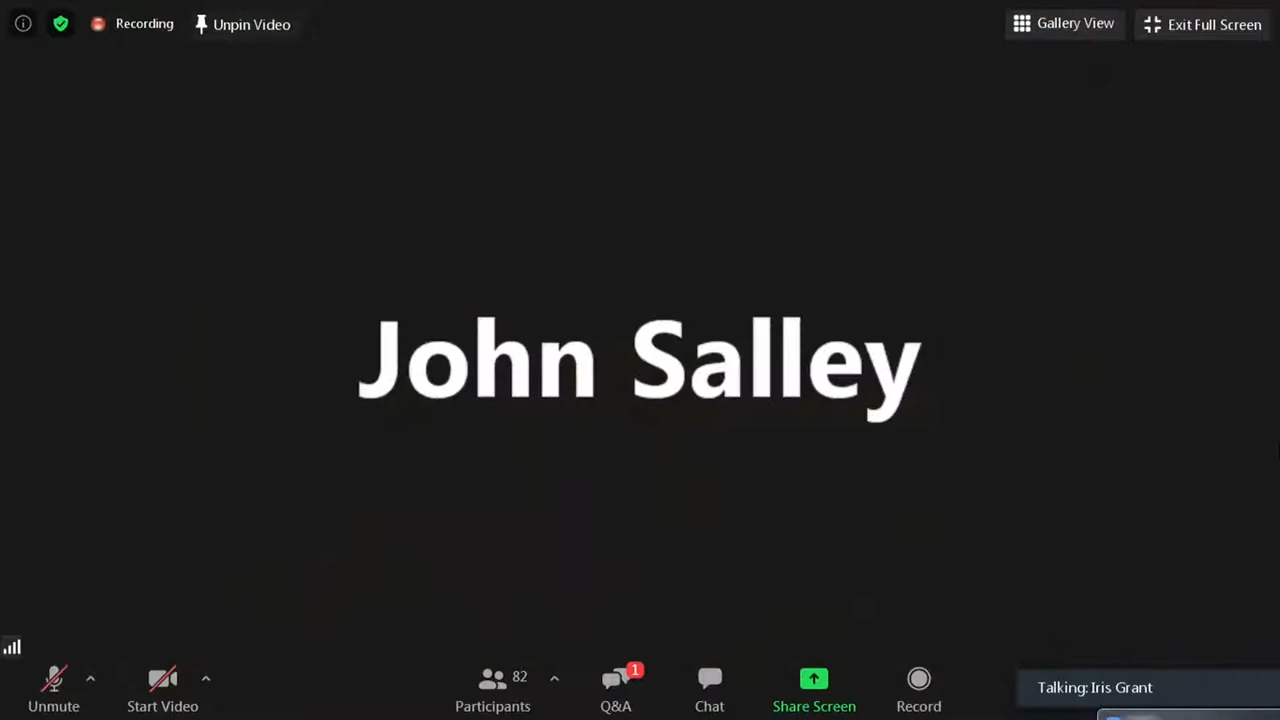 Recording
Unpin Video
Gallery View
Exit Full Screen
John Salley
82
1
Unmute
Start Video
Participants
Q&A
Chat
Share Screen
Record
Talking: Iris Grant